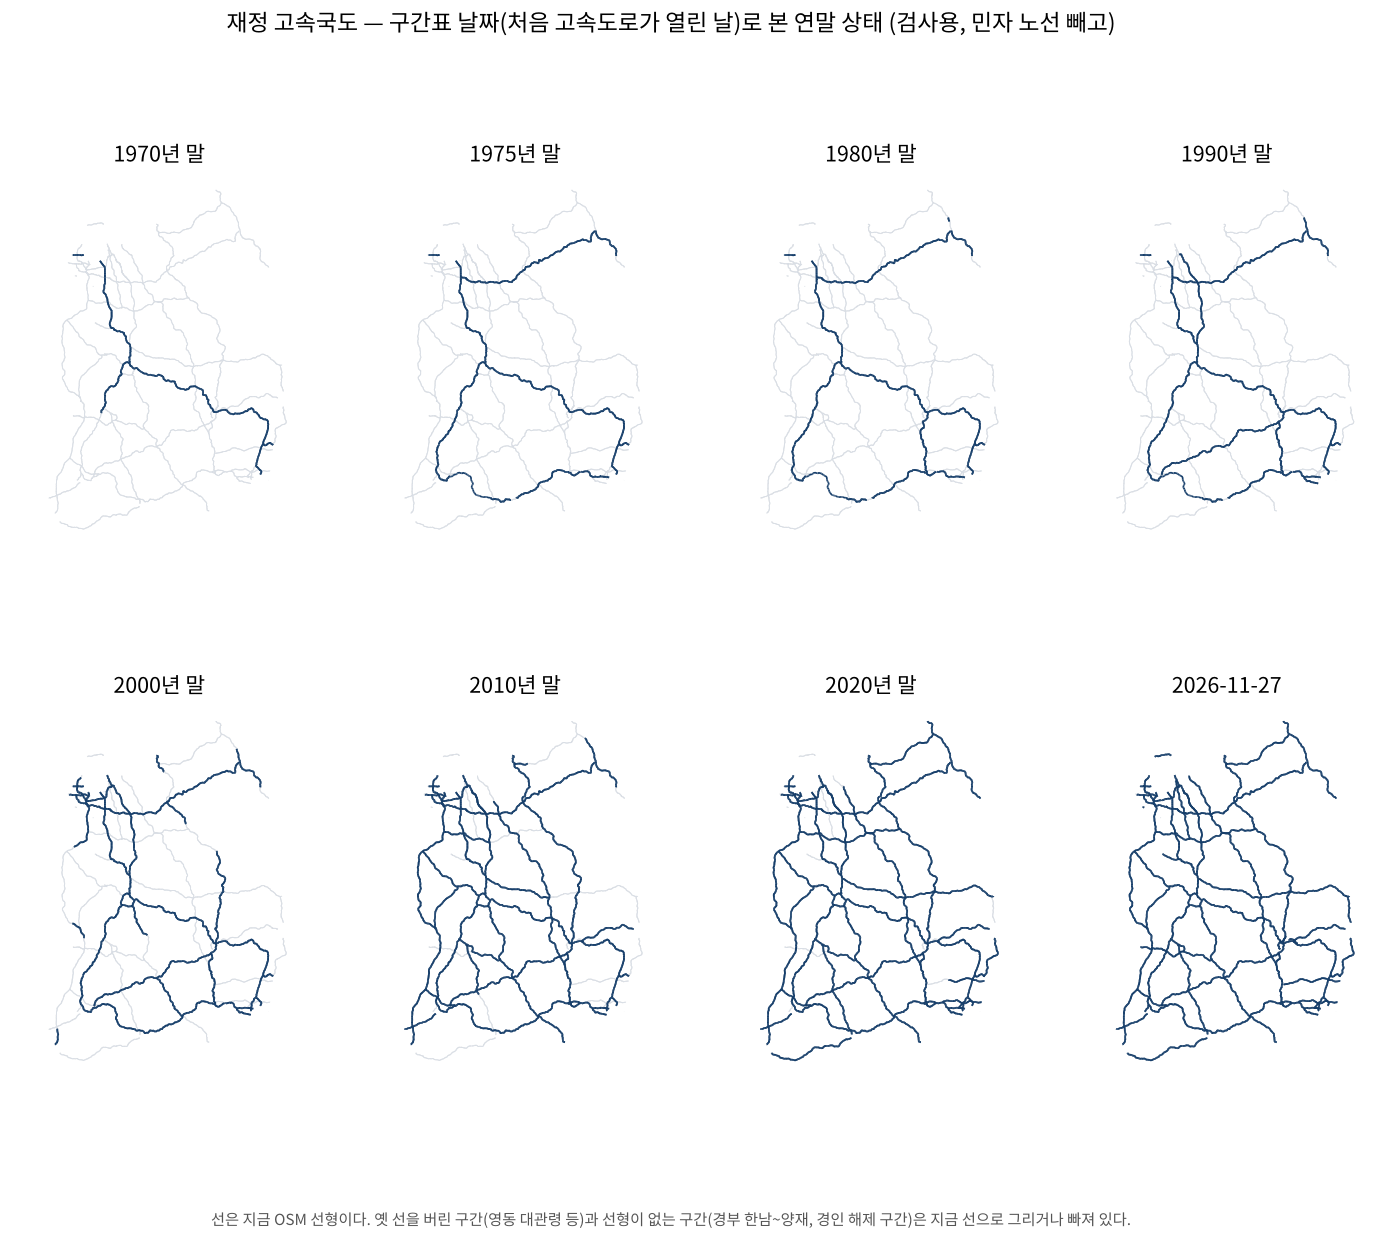 재정 고속국도 — 구간표 날짜(처음 고속도로가 열린 날)로 본 연말 상태 (검사용, 민자 노선 빼고)
1970년 말
1975년 말
1980년 말
1990년 말
2000년 말
2010년 말
2020년 말
2026-11-27
선은 지금 OSM 선형이다. 옛 선을 버린 구간(영동 대관령 등)과 선형이 없는 구간(경부 한남~양재, 경인 해제 구간)은 지금 선으로 그리거나 빠져 있다.